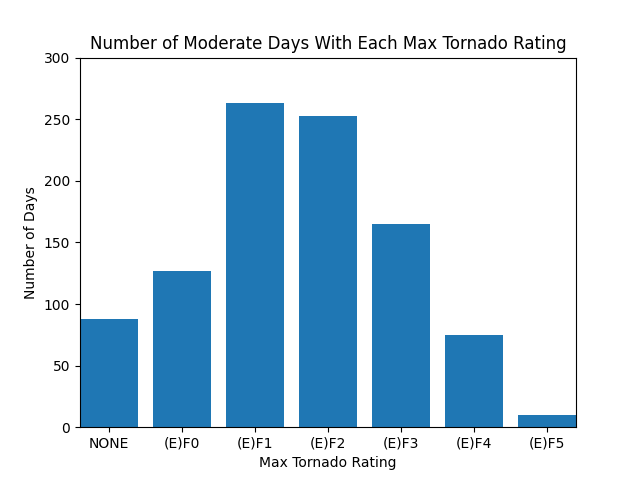 Number of Moderate Days With Each Max Tornado Rating
300
250
200
150
100
50
0
Number of Days
NONE (E)F0 (E)F1 (E)F2 (E)F3 (E)F4 (E)F5
Max Tornado Rating